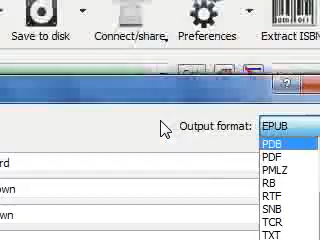 Save to disk Connect/share Preferences Extract ISBN
?
Output format: EPUB
PDB
rd PDF
PMLZ
own RB
RTF
wn SNB
TCR
TXT